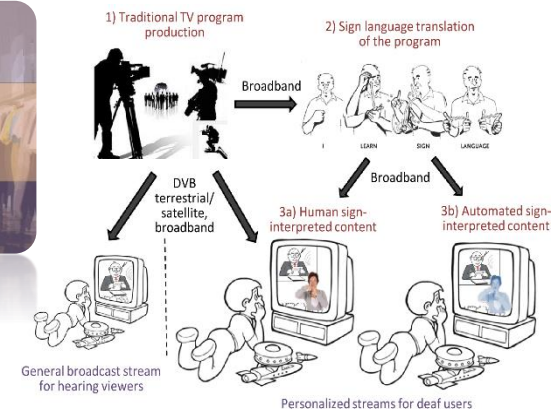 1) Traditional TV program
production
2) Sign language translation
of the program
Broadband
I LEARN SIGN LANGUAGE
DVB
terrestrial/
satellite,
broadband
Broadband
3a) Human sign-
interpreted content
3b) Automated sign-
interpreted content
General broadcast stream
for hearing viewers
Personalized streams for deaf users